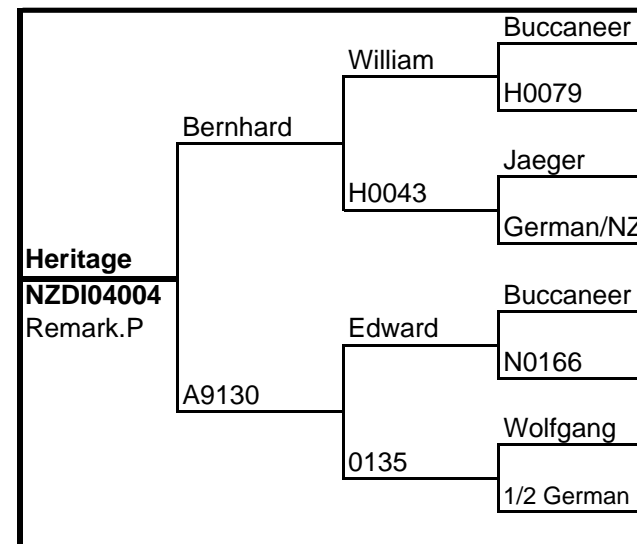 Buccaneer
William
H0079
Bernhard
Jaeger
H0043
German/NZ
Heritage
NZDI04004
Remark.P
Buccaneer
Edward
N0166
A9130
Wolfgang
0135
1/2 German